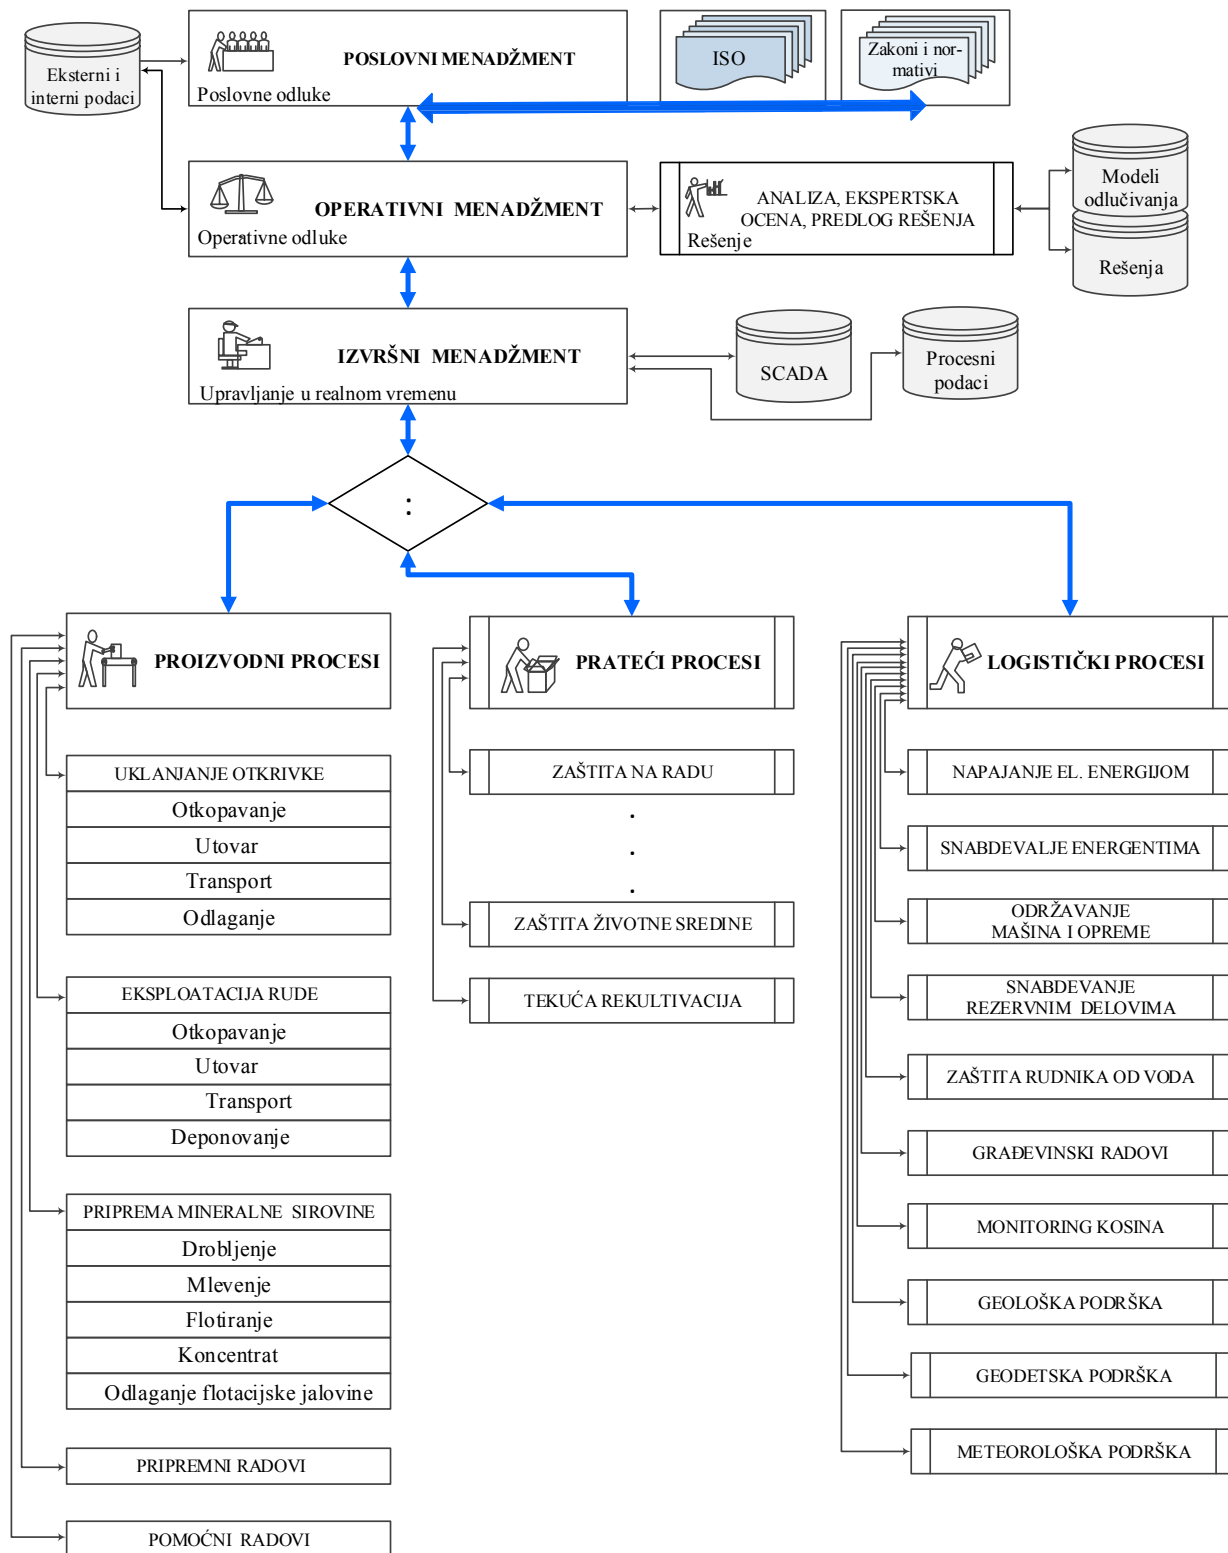 Eksterni i
interni podaci
POSLOVNI MENADŽMENT
Poslovne odluke
ISO
Zakoni i nor-
mativi
OPERATIVNI MENADŽMENT
Operativne odluke
ANALIZA, EKSPERTSKA
OCENA, PREDLOG REŠENJA
Rešenje
Modeli
odlučivanja
Rešenja
IZVRŠNI MENADŽMENT
Upravljanje u realnom vremenu
SCADA
Procesni
podaci
:
PROIZVODNI PROCESI
UKLANJANJE OTKRIVKE
Otkopavanje
Utovar
Transport
Odlaganje
EKSPLOATACIJA RUDE
Otkopavanje
Utovar
Transport
Deponovanje
PRIPREMA MINERALNE SIROVINE
Drobljenje
Mlevenje
Flotiranje
Koncentrat
Odlaganje flotacijske jalovine
PRIPREMNI RADOVI
POMOĆNI RADOVI
PRATEĆI PROCESI
ZAŠTITA NA RADU
.
.
.
ZAŠTITA ŽIVOTNE SREDINE
TEKUĆA REKULTIVACIJA
LOGISTIČKI PROCESI
NAPAJANJE EL. ENERGIJOM
SNABDEVALJE ENERGENTIMA
ODRŽAVANJE
MAŠINA I OPREME
SNABDEVANJE
REZERVNIM DELOVIMA
ZAŠTITA RUDNIKA OD VODA
GRAĐEVINSKI RADOVI
MONITORING KOSINA
GEOLOŠKA PODRŠKA
GEODETSKA PODRŠKA
METEOROLOŠKA PODRŠKA